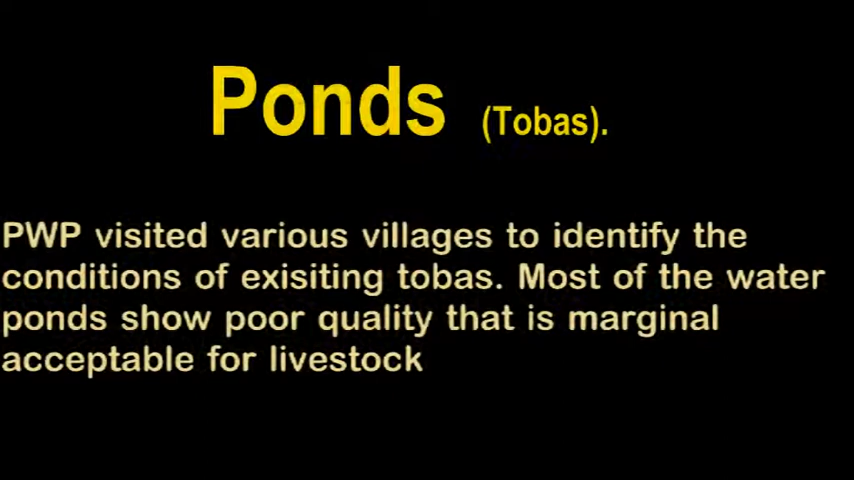 Ponds (Tobas).
PWP visited various villages to identify the
conditions of exisiting tobas. Most of the water
ponds show poor quality that is marginal
acceptable for livestock